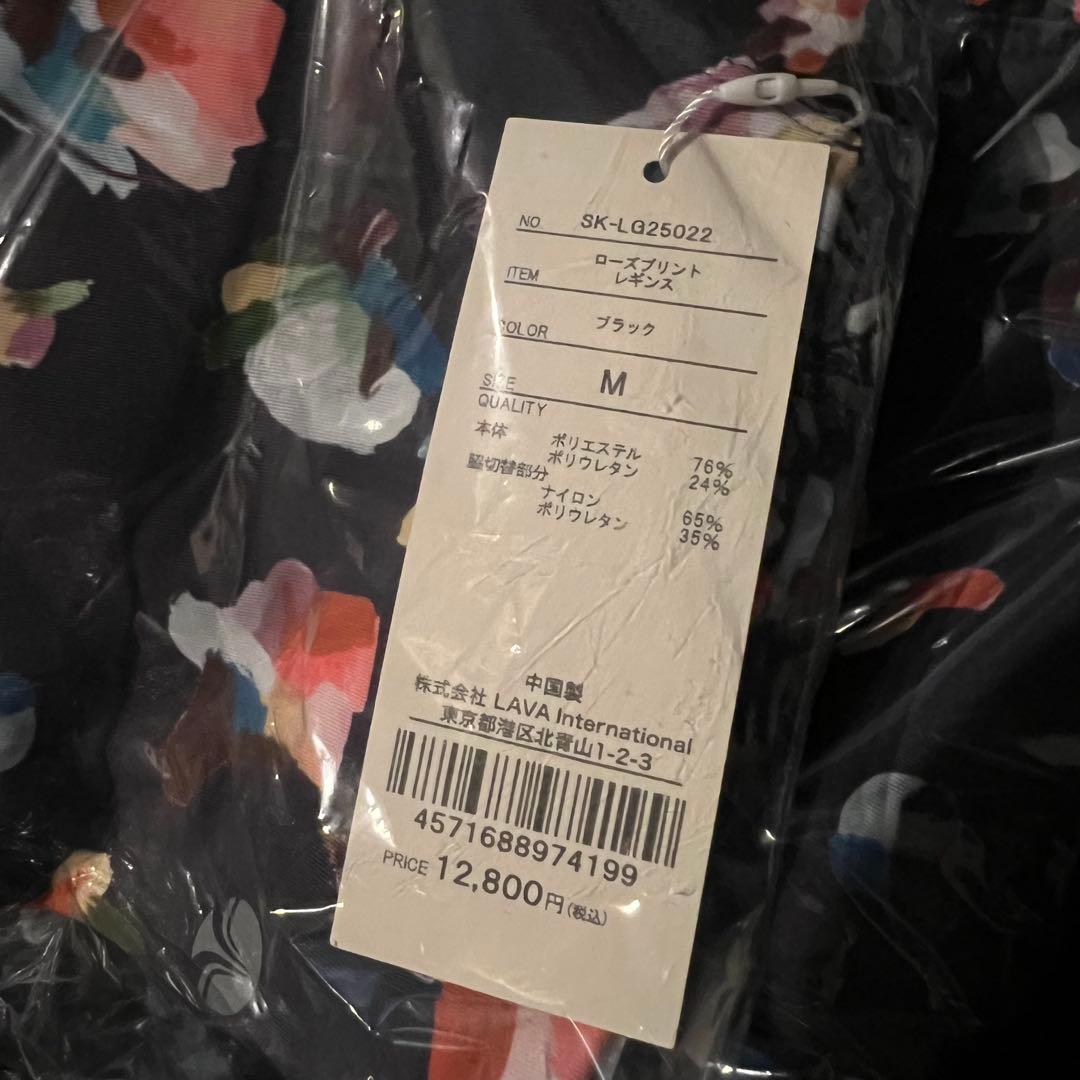 NO. SK-LG25022
ITEM ローズプリント
レギンス
COLOR ブラック
SIZE M
QUALITY
本体 ポリエステル 76%
ポリウレタン 24%
脇切替部分
ナイロン 65%
ポリウレタン 35%
中国製
株式会社 LAVA International
東京都港区北青山1-2-3
4571688974199
PRICE 12,800円(税込)